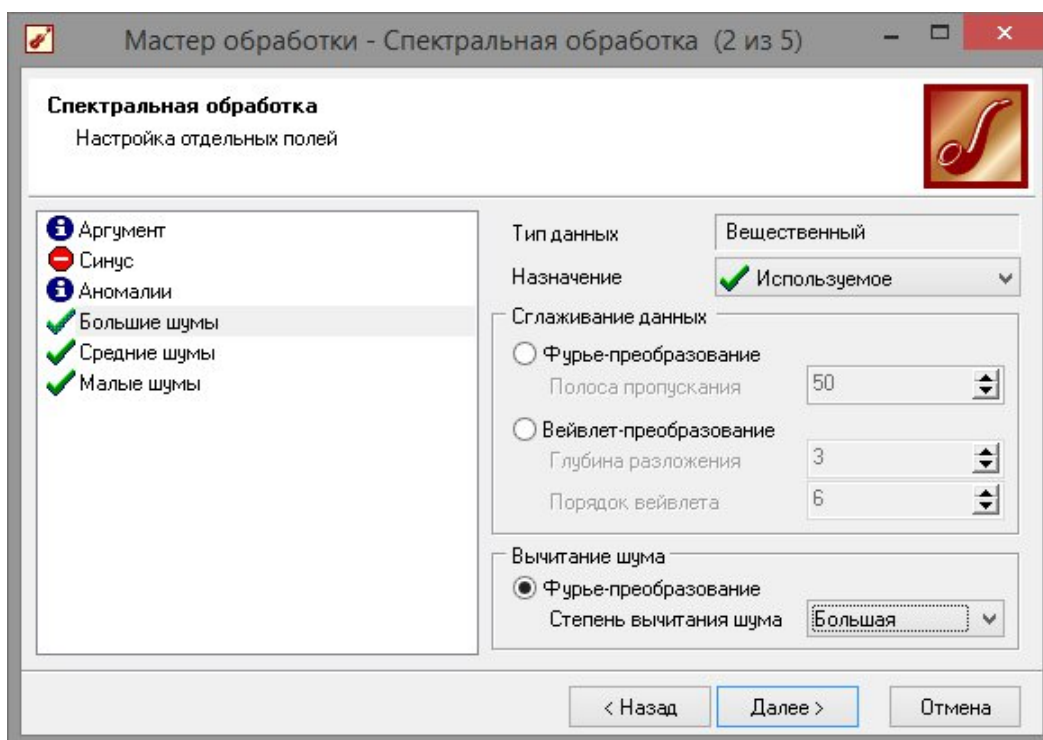 Мастер обработки - Спектральная обработка (2 из 5)
Спектральная обработка
Настройка отдельных полей
Аргумент
Синус
Аномалии
Большие шумы
Средние шумы
Малые шумы
Тип данных Вещественный
Назначение Используемое
Сглаживание данных
Фурье-преобразование
Полоса пропускания 50
Вейвлет-преобразование
Глубина разложения 3
Порядок вейвлета 6
Вычитание шума
Фурье-преобразование
Степень вычитания шума Большая
< Назад Далее > Отмена